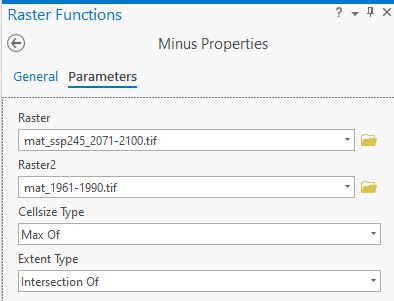 Raster Functions
?
Minus Properties
General Parameters
Raster
mat_ssp245_2071-2100.tif
Raster2
mat_1961-1990.tif
Cellsize Type
Max Of
Extent Type
Intersection Of